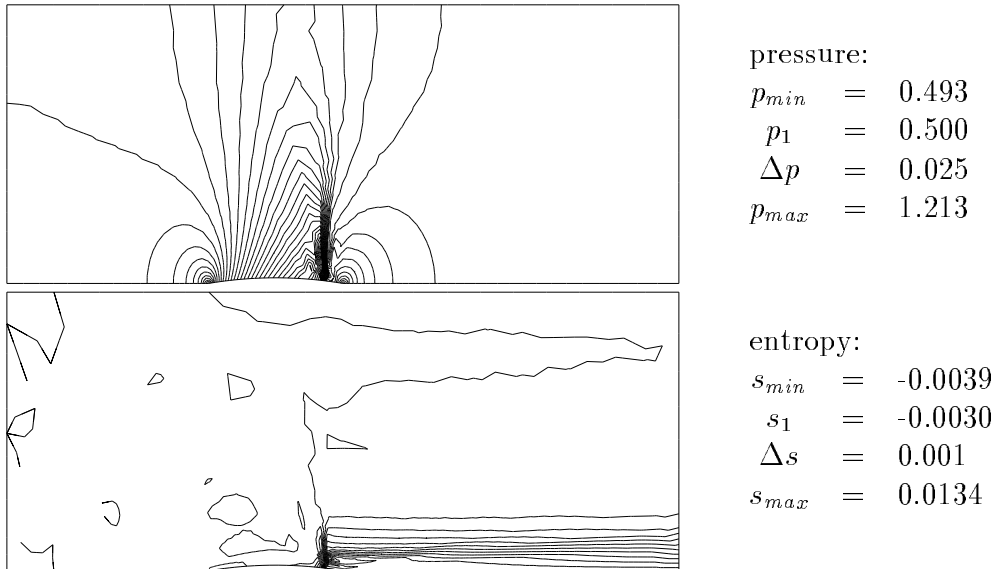 pressure:
p_min = 0.493
p_1 = 0.500
Δp = 0.025
p_max = 1.213
entropy:
s_min = -0.0039
s_1 = -0.0030
Δs = 0.001
s_max = 0.0134